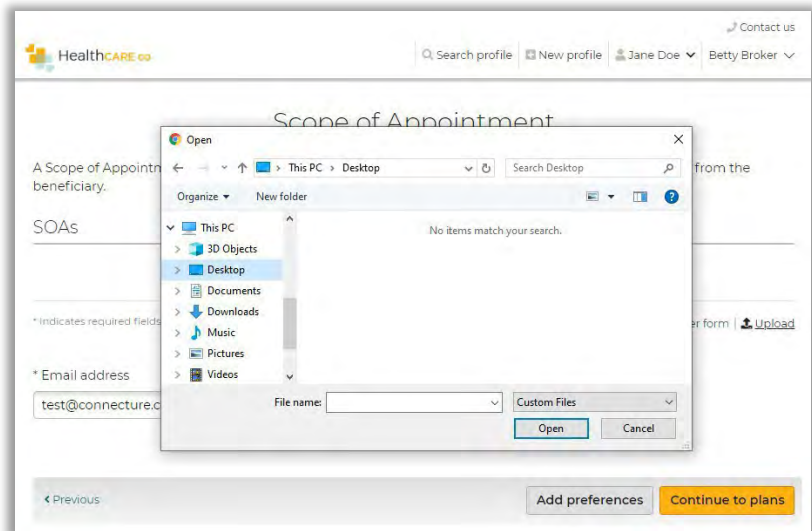 Contact us
HealthCARE co
Search profile New profile Jane Doe Betty Broker
Scope of Appointment
Open
A Scope of Appointm
from the
beneficiary.
This PC > Desktop
Search Desktop
Organize New folder
SOAs
This PC
No items match your search.
3D Objects
Desktop
Documents
Downloads
Music
Pictures
Videos
* Indicates required fields
er form | Upload
* Email address
test@connecture.c
File name:
Custom Files
Open Cancel
Previous
Add preferences
Continue to plans